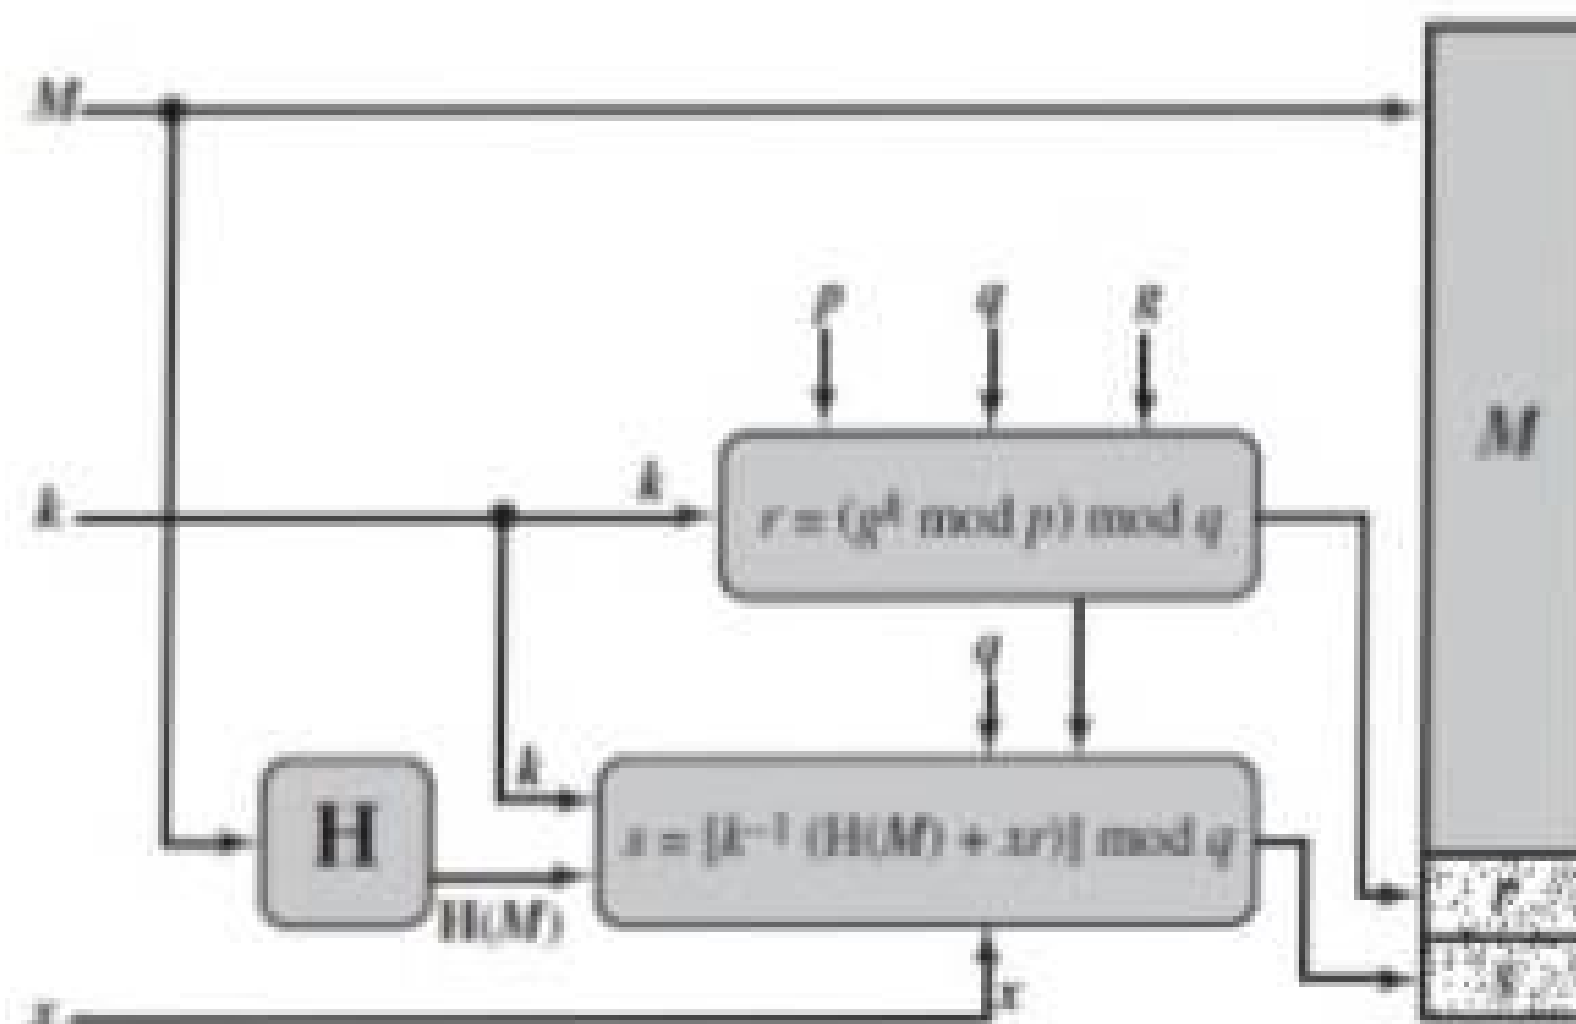 M
p q g
M
k k
r = (g^k mod p) mod q
q
k
H
s = [k^−1 (H(M) + xr)] mod q
H(M)
r
s
x
x